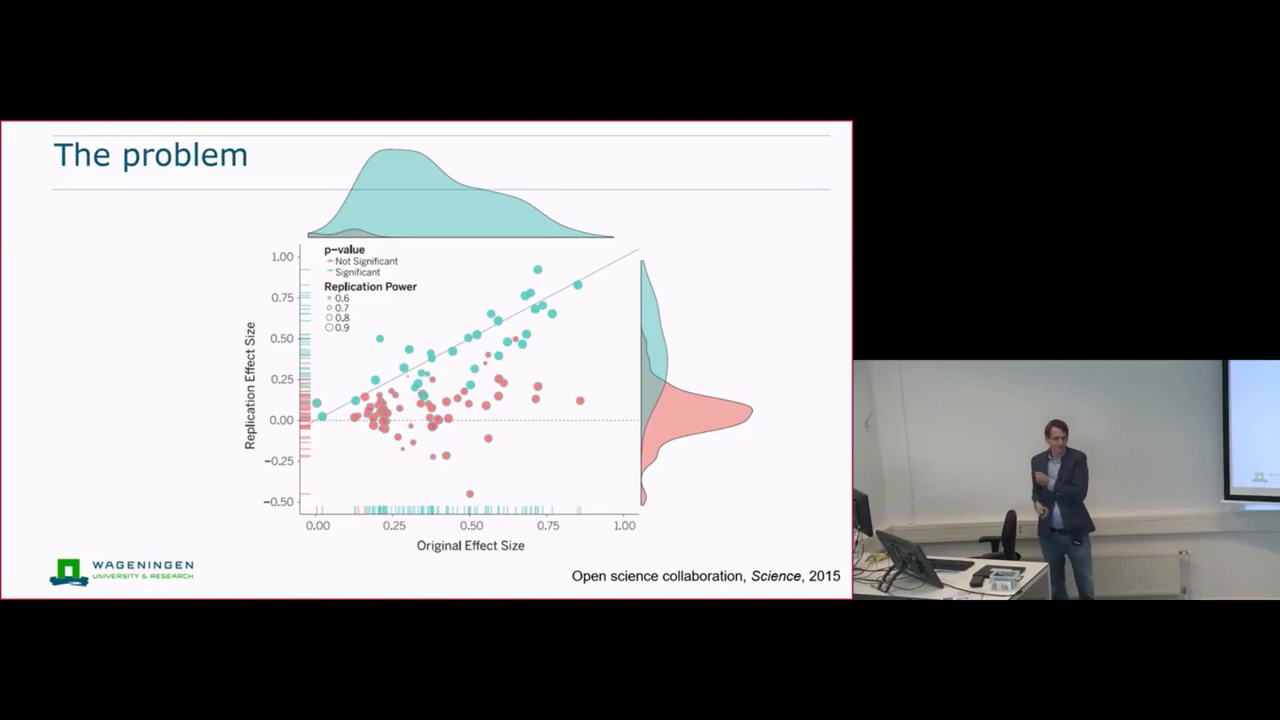 The problem
p-value
Not Significant
Significant
Replication Power
0.6
0.7
0.8
0.9
1.00
0.75
0.50
0.25
0.00
−0.25
−0.50
Replication Effect Size
0.00 0.25 0.50 0.75 1.00
Original Effect Size
WAGENINGEN
UNIVERSITY & RESEARCH
Open science collaboration, Science, 2015